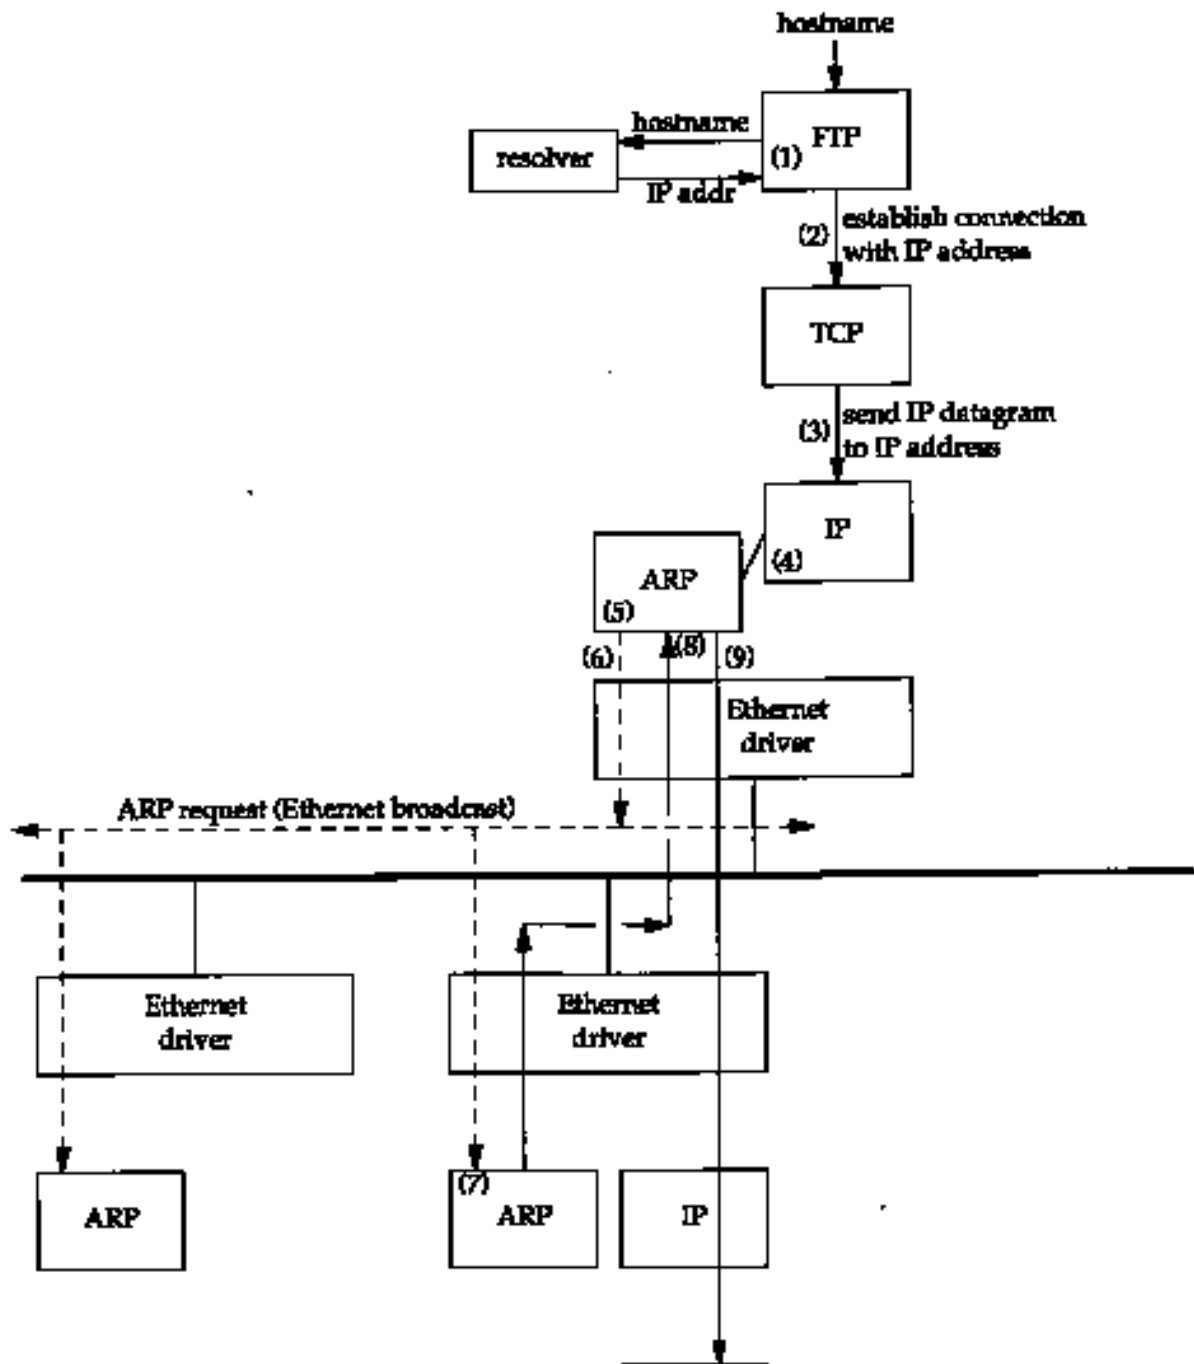 hostname
hostname
FTP
resolver
(1)
IP addr
establish connection
(2)
with IP address
TCP
send IP datagram
(3)
to IP address
IP
(4)
ARP
(5)
(6)
(8)
(9)
Ethernet
driver
ARP request (Ethernet broadcast)
Ethernet
driver
Ethernet
driver
(7)
ARP
ARP
IP